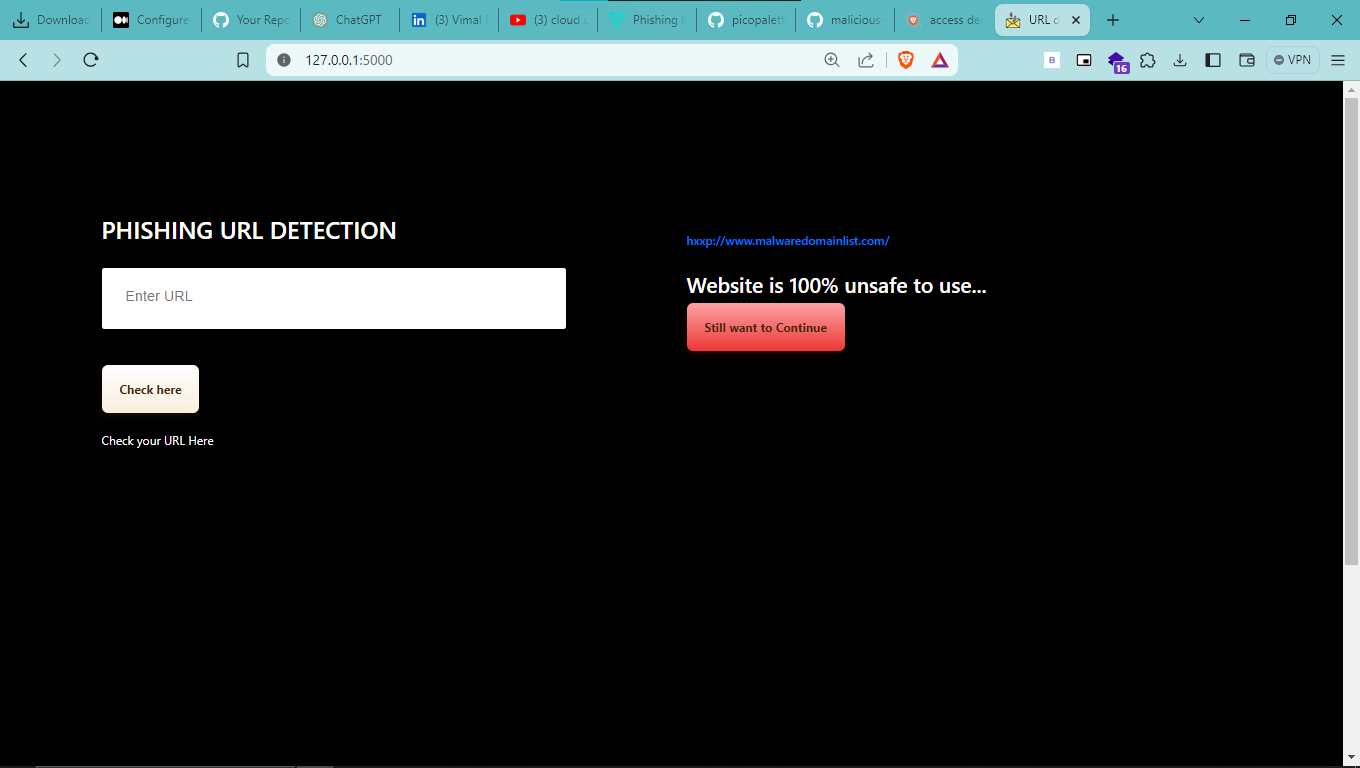 Download
Configure
Your Repo
ChatGPT
(3) Vimal
(3) cloud c
Phishing
picopalett
malicious-
access de
URL d
127.0.0.1:5000
B
16
VPN
PHISHING URL DETECTION
Enter URL
Check here
Check your URL Here
hxxp://www.malwaredomainlist.com/
Website is 100% unsafe to use...
Still want to Continue